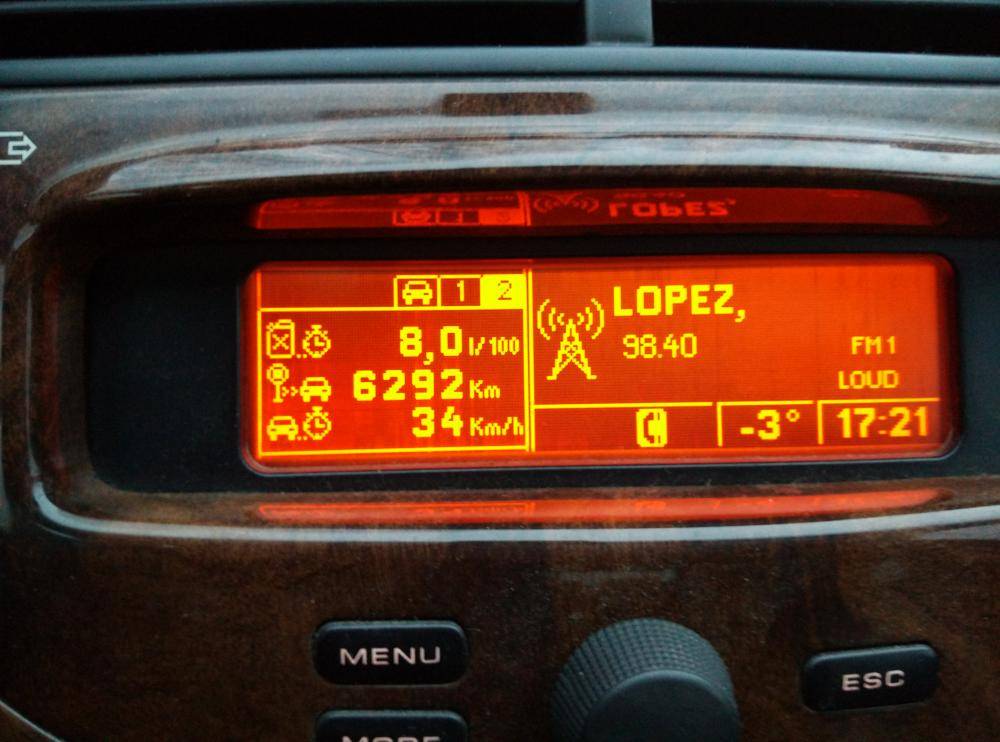 1 2
8,0 l/100
6292 Km
34 Km/h
LOPEZ,
98.40 FM1
LOUD
-3° 17:21
MENU
ESC
MODE